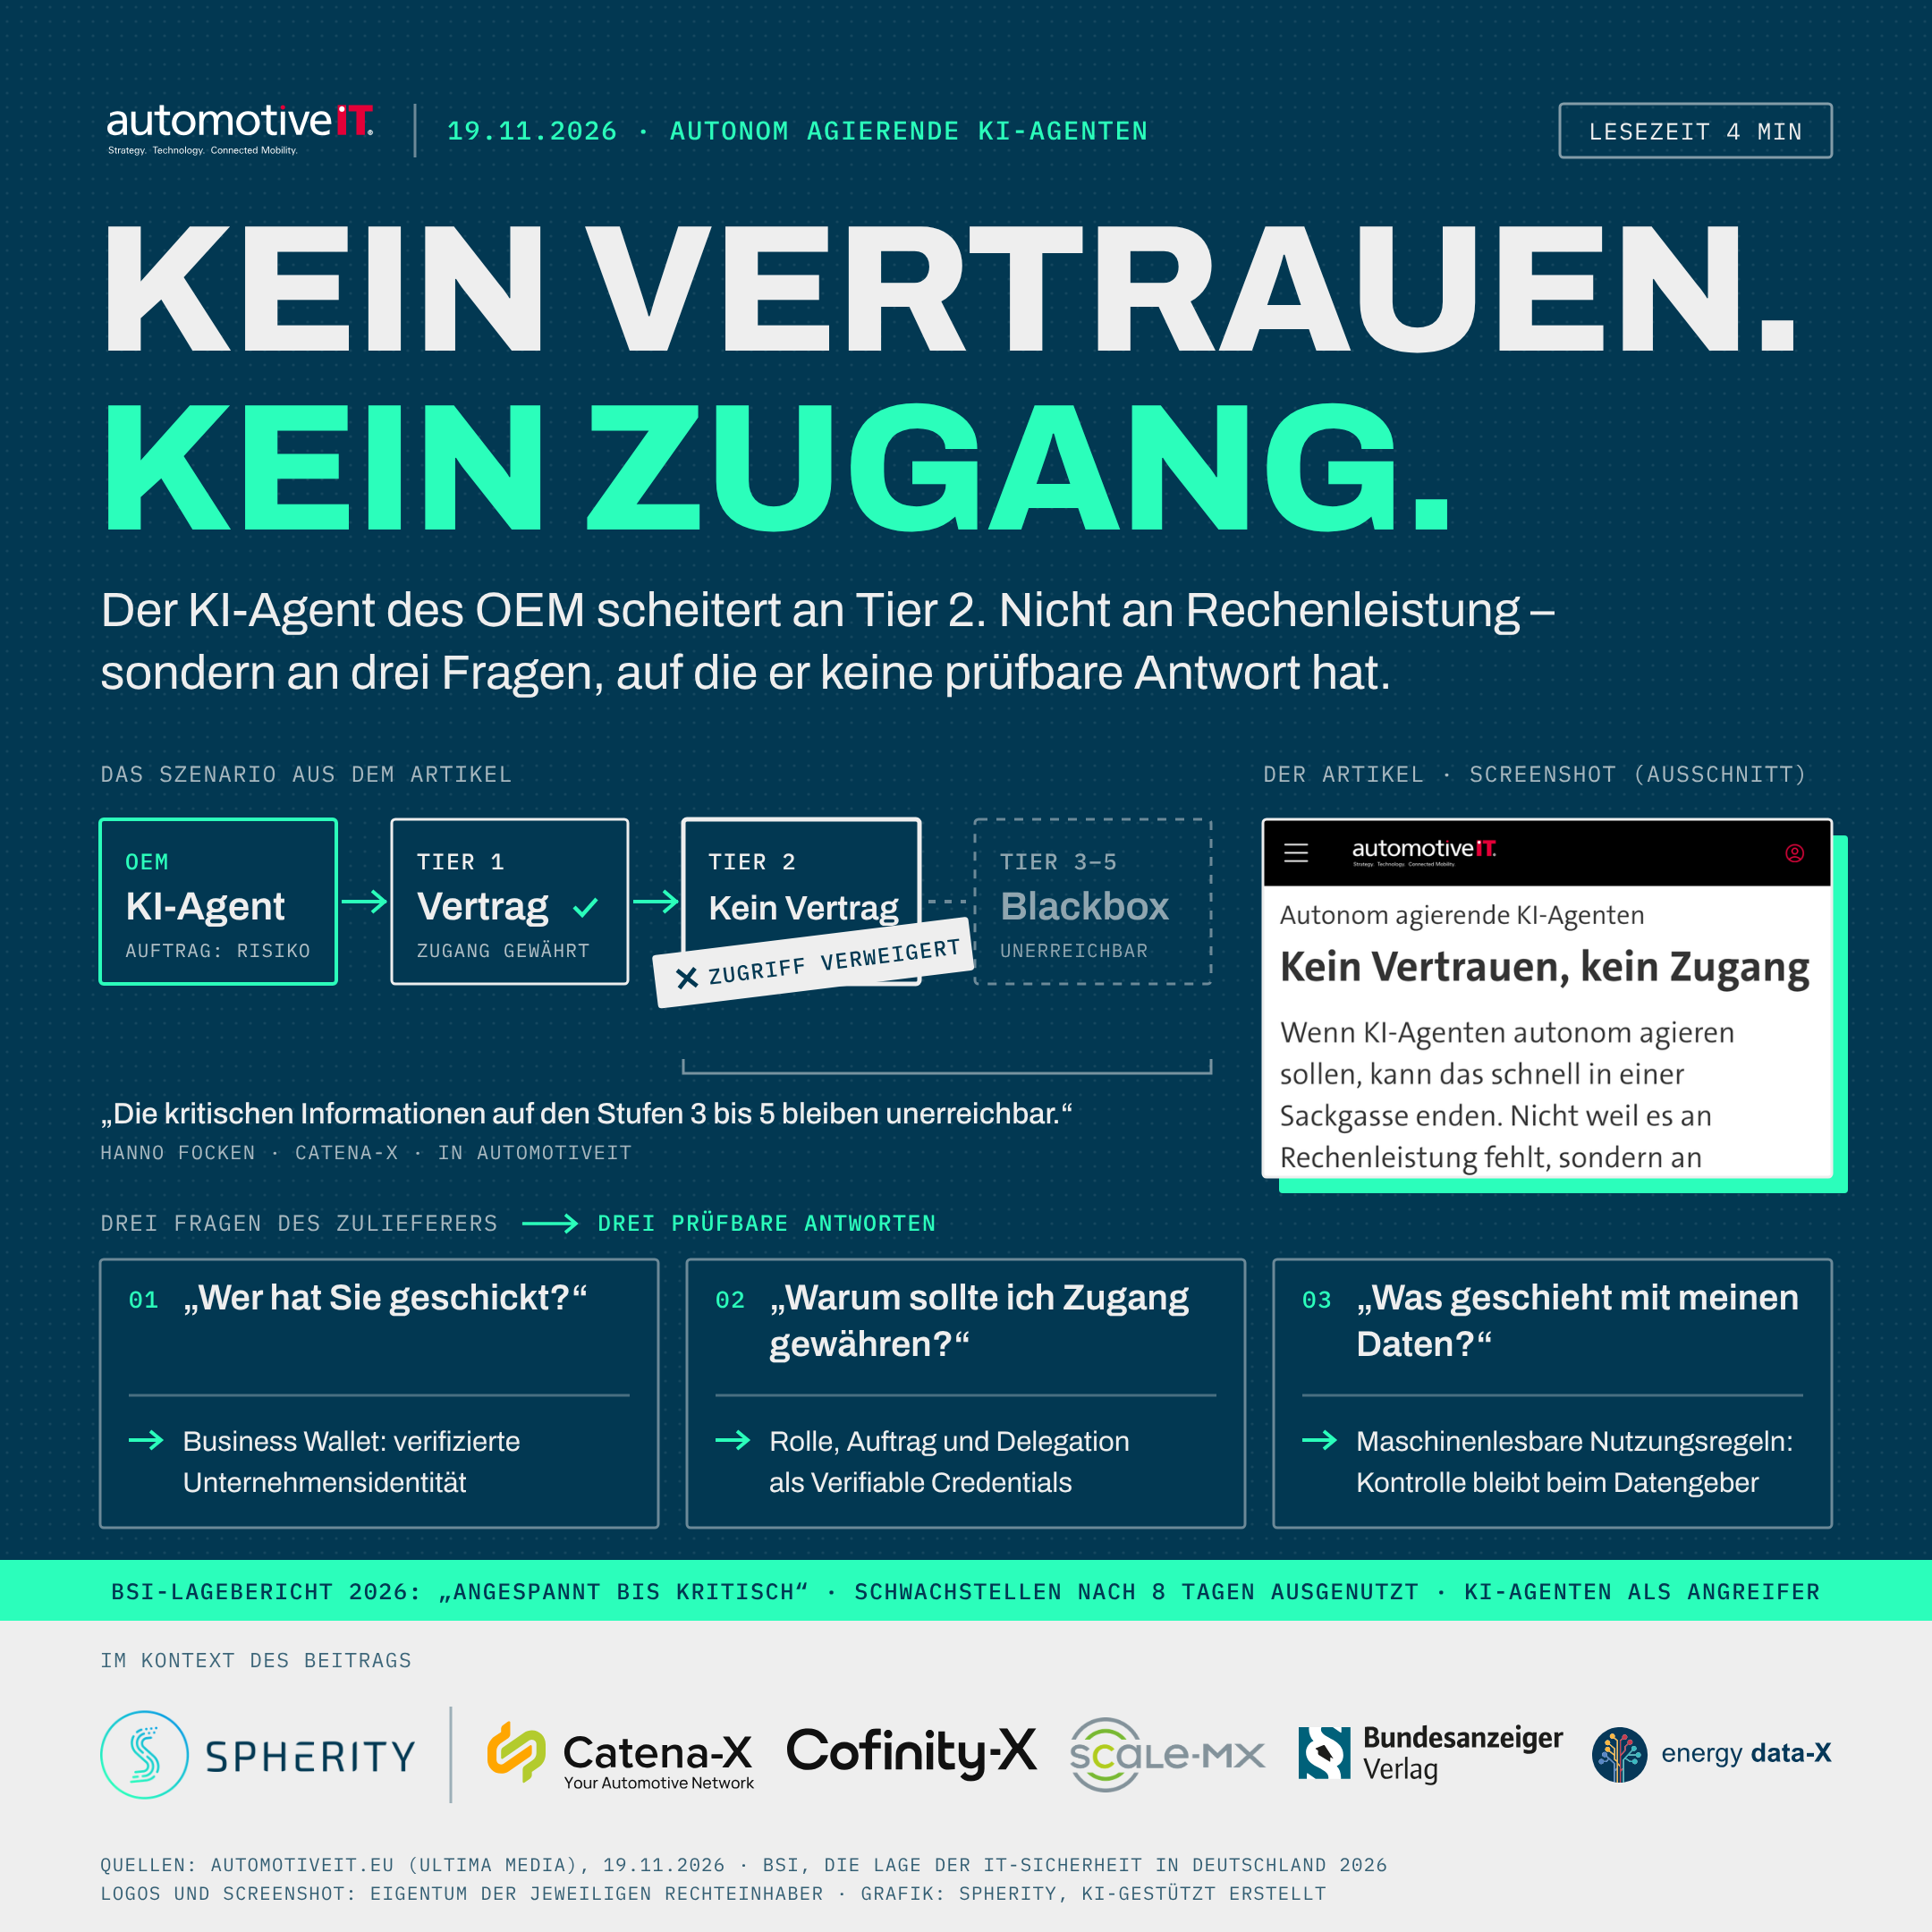 automotiveiT®
Strategy. Technology. Connected Mobility.
19.11.2026 · AUTONOM AGIERENDE KI-AGENTEN
LESEZEIT 4 MIN
KEIN VERTRAUEN.
KEIN ZUGANG.
Der KI-Agent des OEM scheitert an Tier 2. Nicht an Rechenleistung –
sondern an drei Fragen, auf die er keine prüfbare Antwort hat.
DAS SZENARIO AUS DEM ARTIKEL
OEM
KI-Agent
AUFTRAG: RISIKO
TIER 1
Vertrag ✓
ZUGANG GEWÄHRT
TIER 2
Kein Vertrag
✕ ZUGRIFF VERWEIGERT
TIER 3–5
Blackbox
UNERREICHBAR
„Die kritischen Informationen auf den Stufen 3 bis 5 bleiben unerreichbar.“
HANNO FOCKEN · CATENA-X · IN AUTOMOTIVEIT
DER ARTIKEL · SCREENSHOT (AUSSCHNITT)
automotiveiT
Strategy. Technology. Connected Mobility.
Autonom agierende KI-Agenten
Kein Vertrauen, kein Zugang
Wenn KI-Agenten autonom agieren
sollen, kann das schnell in einer
Sackgasse enden. Nicht weil es an
Rechenleistung fehlt, sondern an
DREI FRAGEN DES ZULIEFERERS → DREI PRÜFBARE ANTWORTEN
01 „Wer hat Sie geschickt?“
→ Business Wallet: verifizierte
Unternehmensidentität
02 „Warum sollte ich Zugang
gewähren?“
→ Rolle, Auftrag und Delegation
als Verifiable Credentials
03 „Was geschieht mit meinen
Daten?“
→ Maschinenlesbare Nutzungsregeln:
Kontrolle bleibt beim Datengeber
BSI-LAGEBERICHT 2026: „ANGESPANNT BIS KRITISCH“ · SCHWACHSTELLEN NACH 8 TAGEN AUSGENUTZT · KI-AGENTEN ALS ANGREIFER
IM KONTEXT DES BEITRAGS
SPHERITY
Catena-X
Your Automotive Network
Cofinity-X
SCALE-MX
Bundesanzeiger
Verlag
energy data-X
QUELLEN: AUTOMOTIVEIT.EU (ULTIMA MEDIA), 19.11.2026 · BSI, DIE LAGE DER IT-SICHERHEIT IN DEUTSCHLAND 2026
LOGOS UND SCREENSHOT: EIGENTUM DER JEWEILIGEN RECHTEINHABER · GRAFIK: SPHERITY, KI-GESTÜTZT ERSTELLT